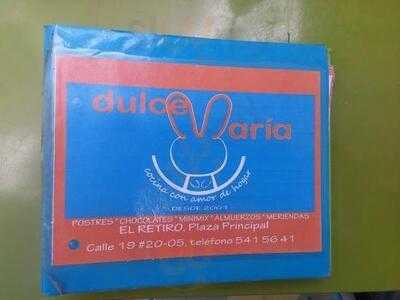 dulce María
cocina con amor de hogar
DESDE 2001
POSTRES * CHOCOLATES * MINIMIX * ALMUERZOS * MERIENDAS
EL RETIRO, Plaza Principal
Calle 19 #20-05, teléfono 541 56 41